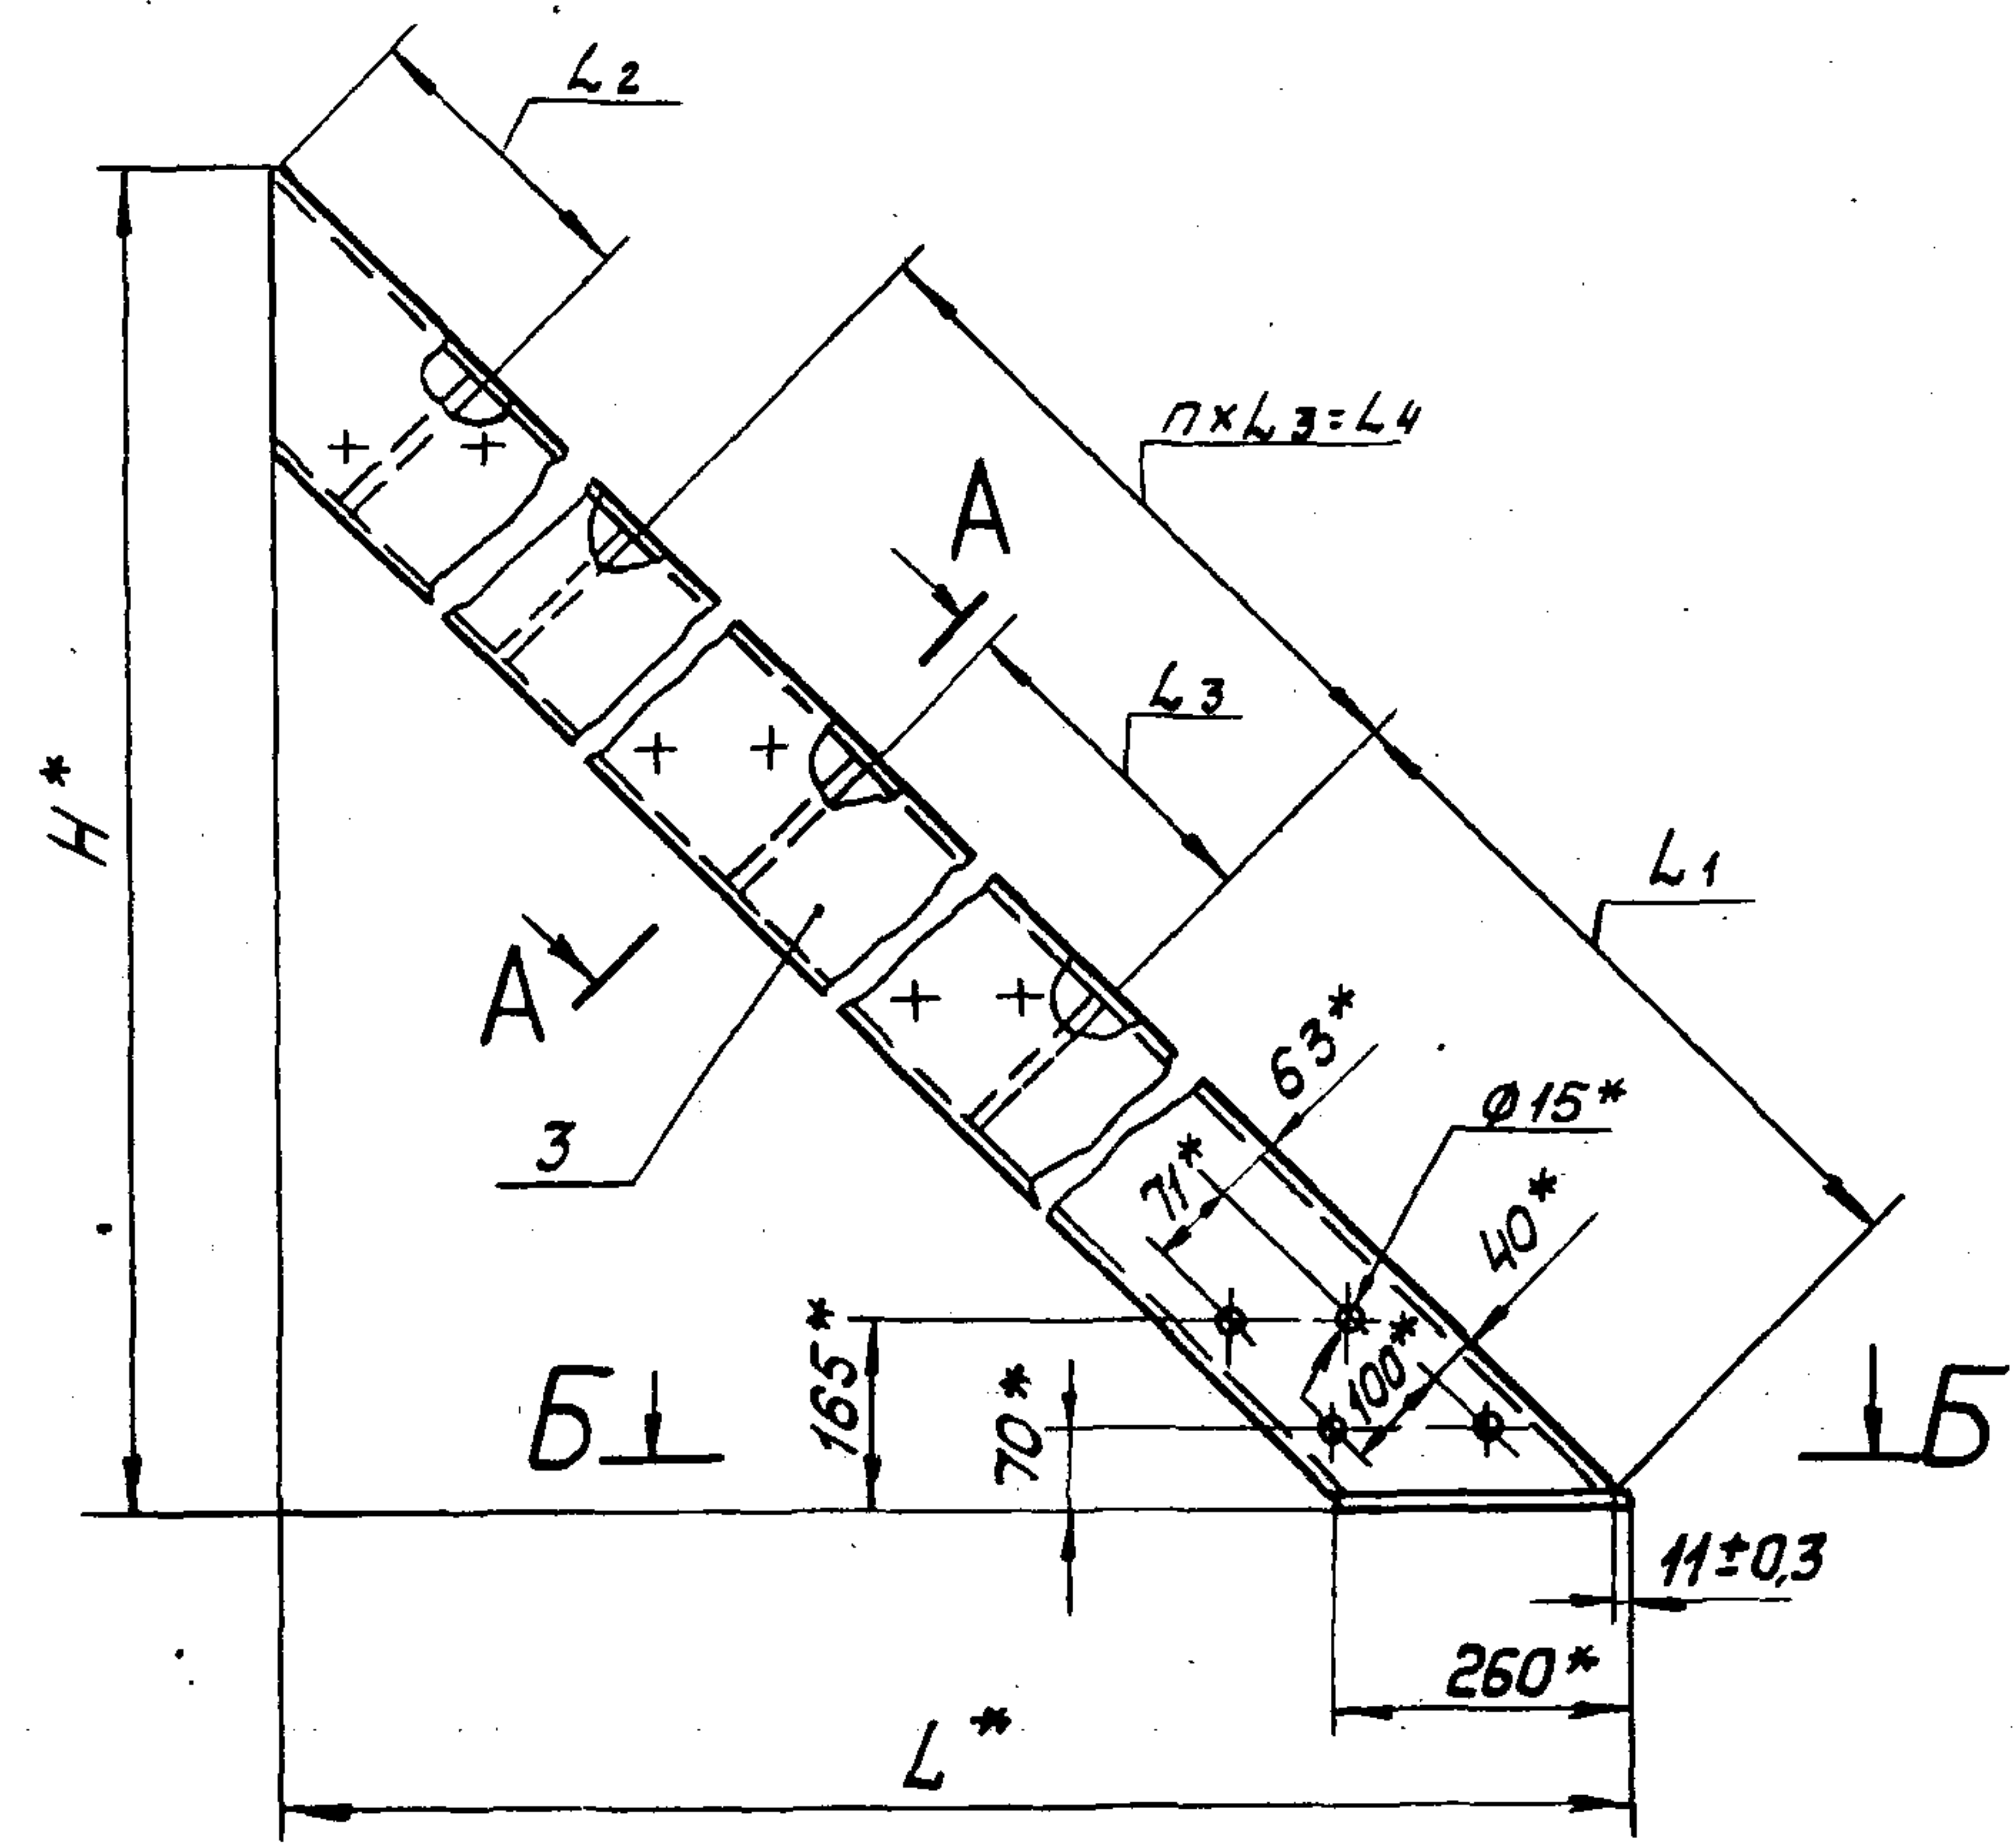 L2
n×L3=L4
А
L3
H*
L1
А
63*
3
Ø15*
71*
40*
165*
100*
70*
Б
Б
11±0,3
260*
L*